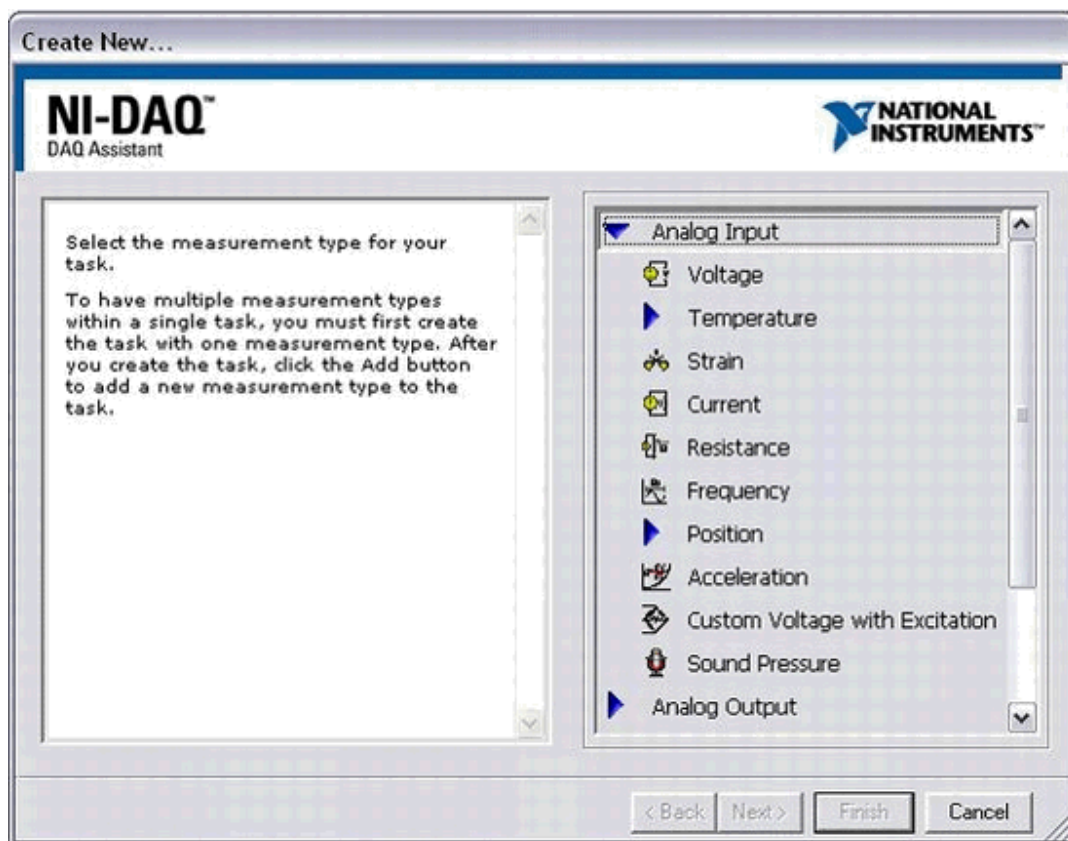 Create New...
NI-DAQ™
DAQ Assistant
NATIONAL
INSTRUMENTS™
Select the measurement type for your
task.
To have multiple measurement types
within a single task, you must first create
the task with one measurement type. After
you create the task, click the Add button
to add a new measurement type to the
task.
Analog Input
Voltage
Temperature
Strain
Current
Resistance
Frequency
Position
Acceleration
Custom Voltage with Excitation
Sound Pressure
Analog Output
< Back Next > Finish Cancel